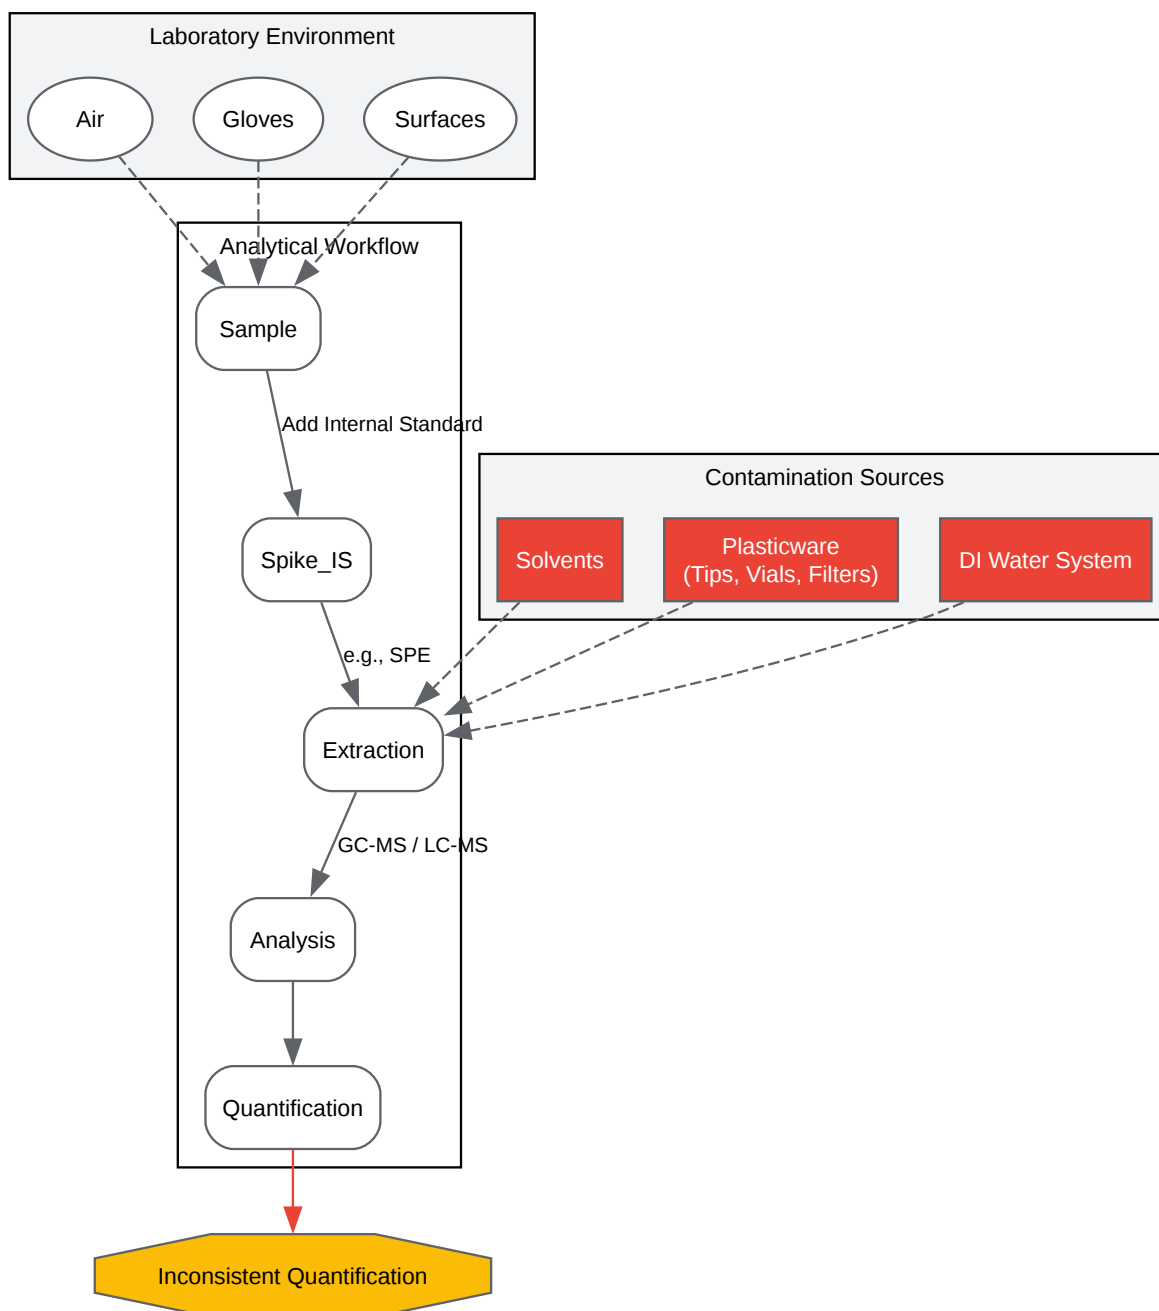 Laboratory Environment
Air
Gloves
Surfaces
Analytical Workflow
Sample
Add Internal Standard
Contamination Sources
Spike_IS
Solvents
Plasticware
(Tips, Vials, Filters)
DI Water System
e.g., SPE
Extraction
GC-MS / LC-MS
Analysis
Quantification
Inconsistent Quantification